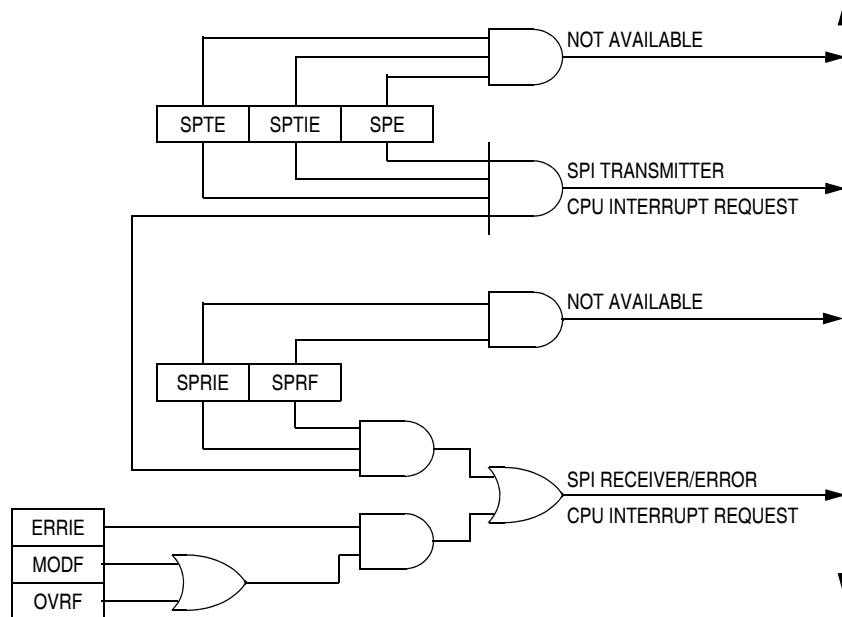 NOT AVAILABLE
SPTE SPTIE SPE
SPI TRANSMITTER
CPU INTERRUPT REQUEST
NOT AVAILABLE
SPRIE SPRF
SPI RECEIVER/ERROR
CPU INTERRUPT REQUEST
ERRIE
MODF
OVRF